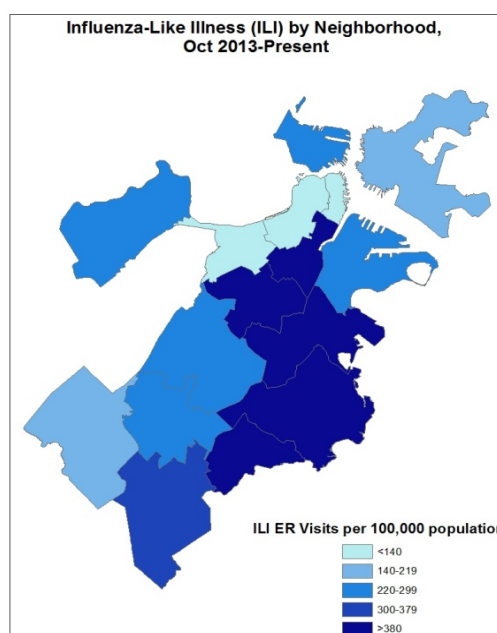 Influenza-Like Illness (ILI) by Neighborhood,
Oct 2013-Present
ILI ER Visits per 100,000 population
<140
140-219
220-299
300-379
>380